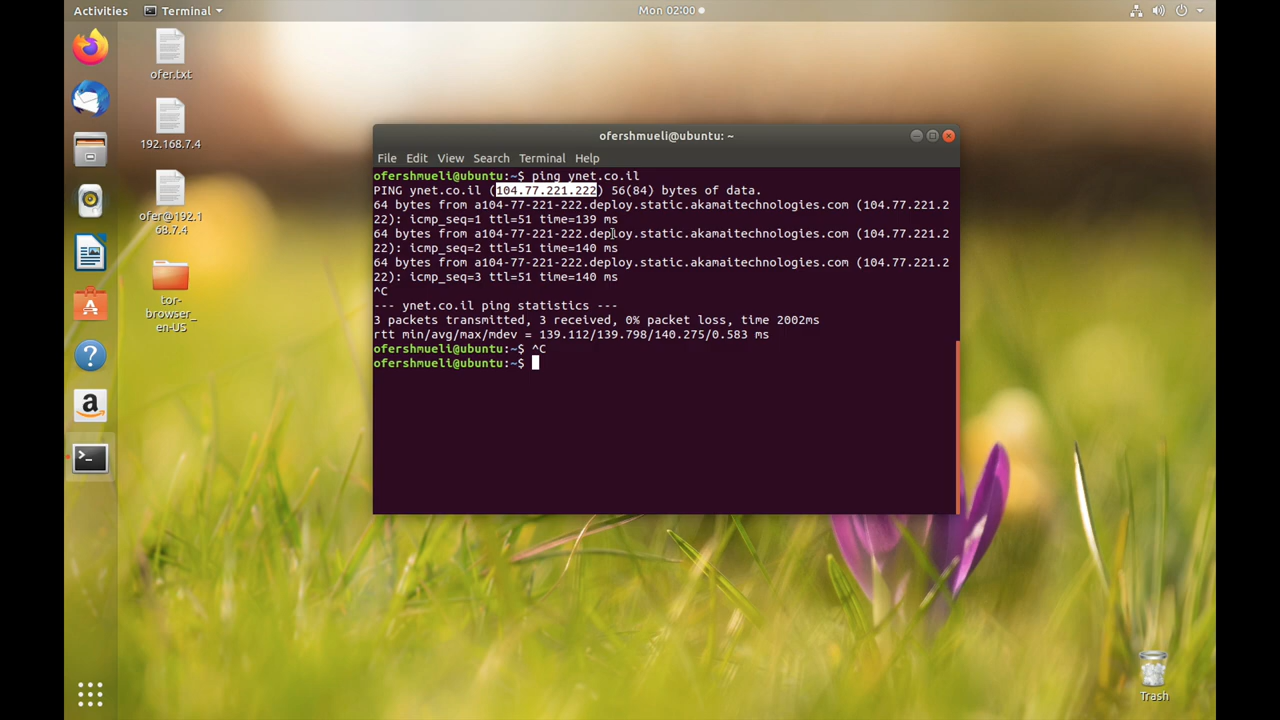 Activities
Terminal
Mon 02:00
ofer.txt
192.168.7.4
ofer@192.1
68.7.4
tor-
browser_
en-US
ofershmueli@ubuntu: ~
File Edit View Search Terminal Help
ofershmueli@ubuntu:~$ ping ynet.co.il
PING ynet.co.il (104.77.221.222) 56(84) bytes of data.
64 bytes from a104-77-221-222.deploy.static.akamaitechnologies.com (104.77.221.2
22): icmp_seq=1 ttl=51 time=139 ms
64 bytes from a104-77-221-222.deploy.static.akamaitechnologies.com (104.77.221.2
22): icmp_seq=2 ttl=51 time=140 ms
64 bytes from a104-77-221-222.deploy.static.akamaitechnologies.com (104.77.221.2
22): icmp_seq=3 ttl=51 time=140 ms
^C
--- ynet.co.il ping statistics ---
3 packets transmitted, 3 received, 0% packet loss, time 2002ms
rtt min/avg/max/mdev = 139.112/139.798/140.275/0.583 ms
ofershmueli@ubuntu:~$ ^C
ofershmueli@ubuntu:~$
Trash